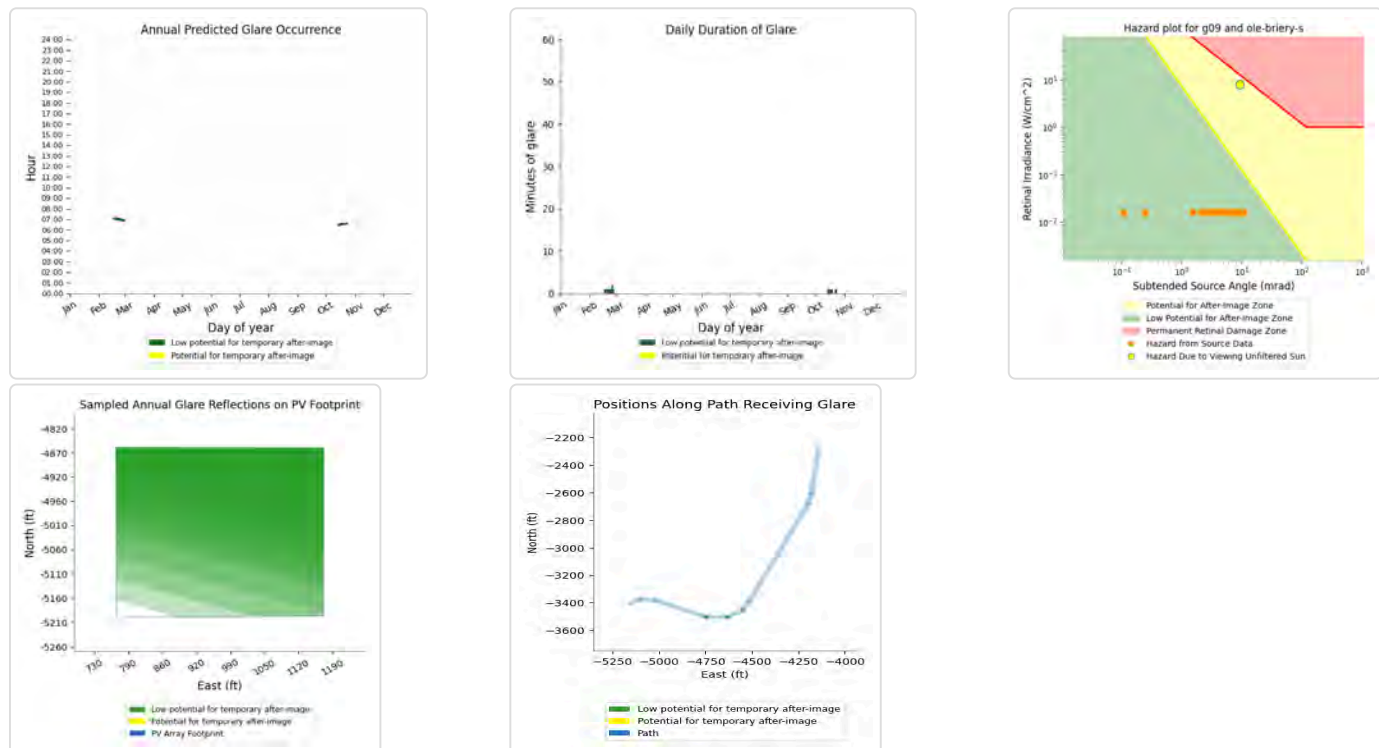 Annual Predicted Glare Occurrence
24:00
23:00
22:00
21:00
20:00
19:00
18:00
17:00
16:00
15:00
14:00
13:00
12:00
11:00
10:00
09:00
08:00
07:00
06:00
05:00
04:00
03:00
02:00
01:00
00:00
Hour
Jan Feb Mar Apr May Jun Jul Aug Sep Oct Nov Dec
Day of year
Low potential for temporary after-image
Potential for temporary after-image
Daily Duration of Glare
60
50
40
30
20
10
0
Minutes of glare
Jan Feb Mar Apr May Jun Jul Aug Sep Oct Nov Dec
Day of year
Low potential for temporary after-image
Potential for temporary after-image
Hazard plot for g09 and ole-briery-s
Retinal Irradiance (W/cm^2)
10¹
10⁰
10⁻¹
10⁻²
10⁻¹ 10⁰ 10¹ 10² 10³
Subtended Source Angle (mrad)
Potential for After-Image Zone
Low Potential for After-Image Zone
Permanent Retinal Damage Zone
Hazard from Source Data
Hazard Due to Viewing Unfiltered Sun
Sampled Annual Glare Reflections on PV Footprint
-4820
-4870
-4920
-4960
-5010
-5060
-5110
-5160
-5210
-5260
North (ft)
730 790 860 920 990 1050 1120 1190
East (ft)
Low potential for temporary after-image
Potential for temporary after-image
PV Array Footprint
Positions Along Path Receiving Glare
−2200
−2400
−2600
−2800
−3000
−3200
−3400
−3600
North (ft)
−5250 −5000 −4750 −4500 −4250 −4000
East (ft)
Low potential for temporary after-image
Potential for temporary after-image
Path